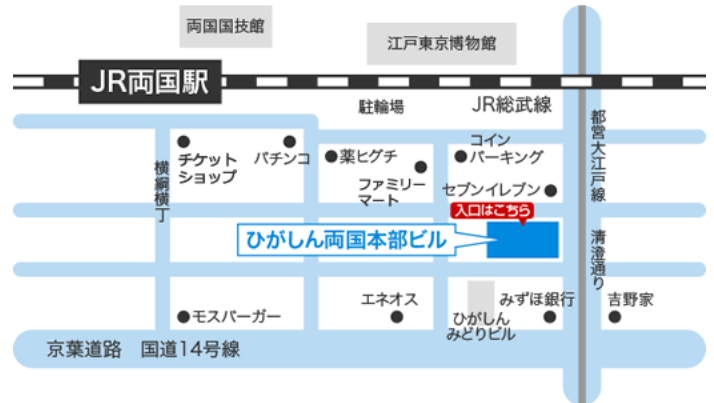 両国国技館
江戸東京博物館
JR両国駅
駐輪場
JR総武線
都営大江戸線
チケット
ショップ
パチンコ
薬ヒグチ
ファミリー
マート
コイン
パーキング
セブンイレブン
横綱横丁
入口はこちら
ひがしん両国本部ビル
清澄通り
モスバーガー
エネオス
ひがしん
みどりビル
みずほ銀行
吉野家
京葉道路　国道14号線